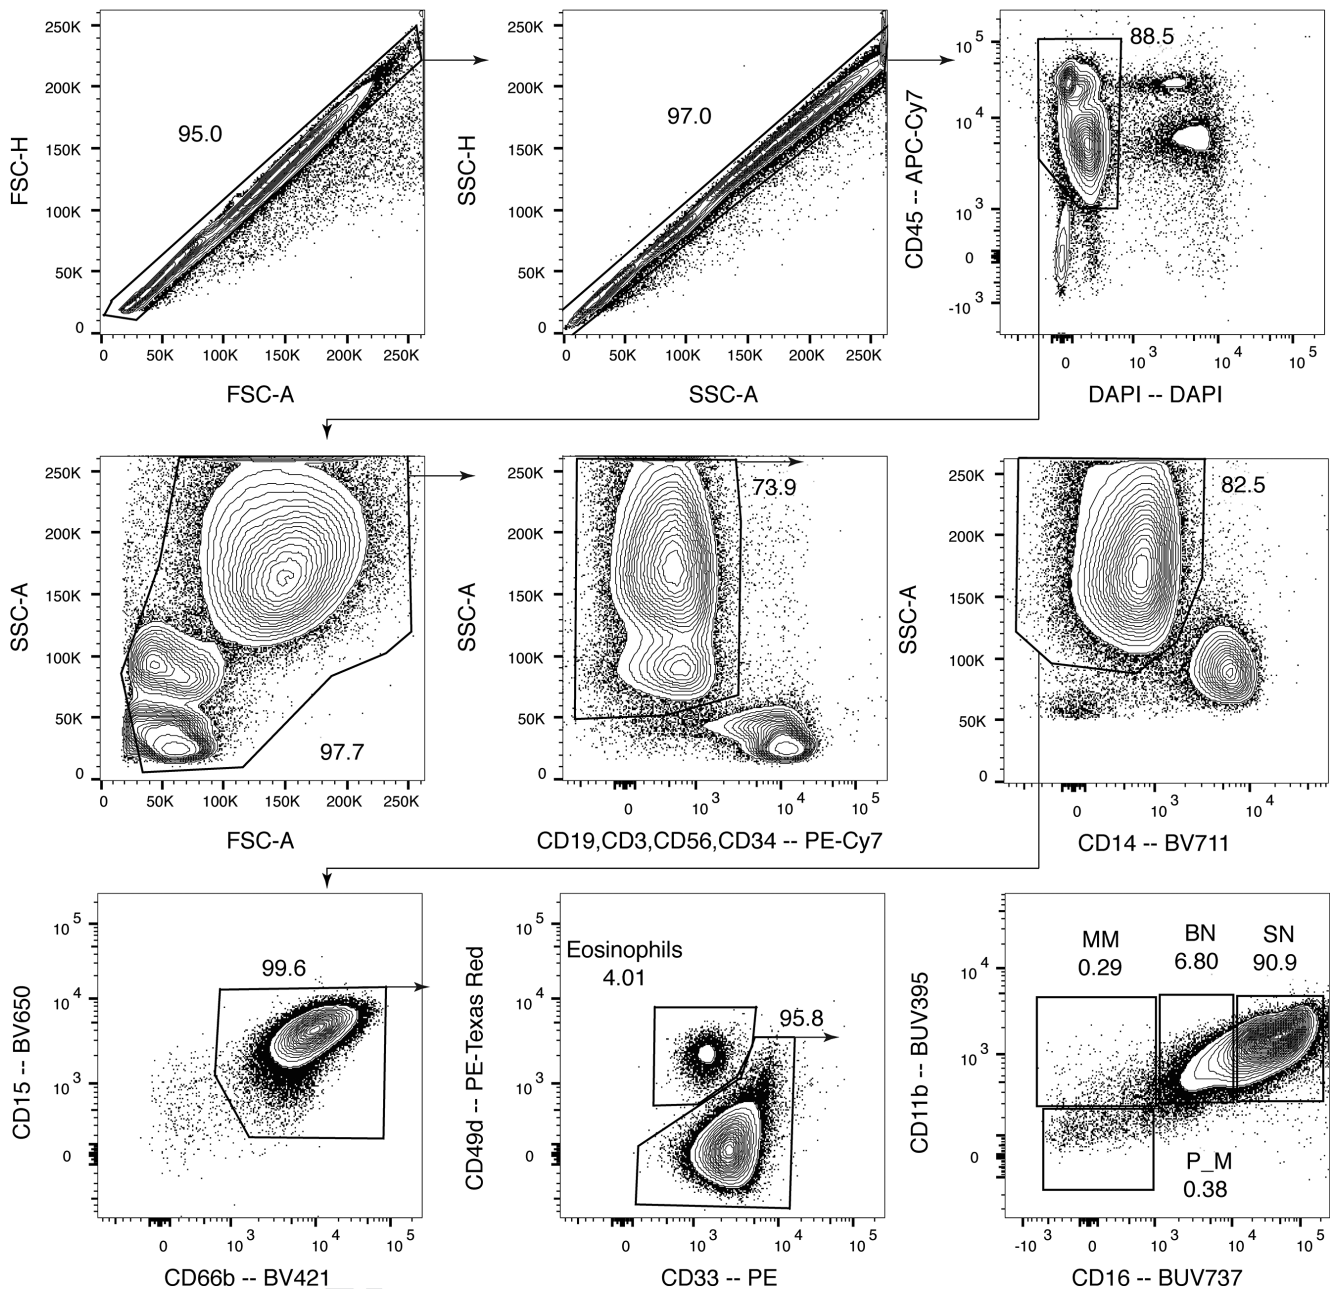 250K
200K
150K
100K
50K
0
FSC-H
95.0
0
50K
100K
150K
200K
250K
FSC-A
250K
200K
150K
100K
50K
0
SSC-H
97.0
0
50K
100K
150K
200K
250K
SSC-A
10 5
10 4
10 3
0
-10 3
CD45 -- APC-Cy7
88.5
0
10 3
10 4
10 5
DAPI -- DAPI
250K
200K
150K
100K
50K
0
SSC-A
97.7
0
50K
100K
150K
200K
250K
FSC-A
250K
200K
150K
100K
50K
0
SSC-A
73.9
0
10 3
10 4
10 5
CD19,CD3,CD56,CD34 -- PE-Cy7
250K
200K
150K
100K
50K
0
SSC-A
82.5
0
10 3
10 4
CD14 -- BV711
10 5
10 4
10 3
0
CD15 -- BV650
99.6
0
10 3
10 4
10 5
CD66b -- BV421
10 5
10 4
10 3
0
CD49d -- PE-Texas Red
Eosinophils
4.01
95.8
0
10 3
10 4
10 5
CD33 -- PE
10 4
10 3
0
CD11b -- BUV395
MM
0.29
BN
6.80
SN
90.9
P_M
0.38
-10 3
0
10 3
10 4
10 5
CD16 -- BUV737